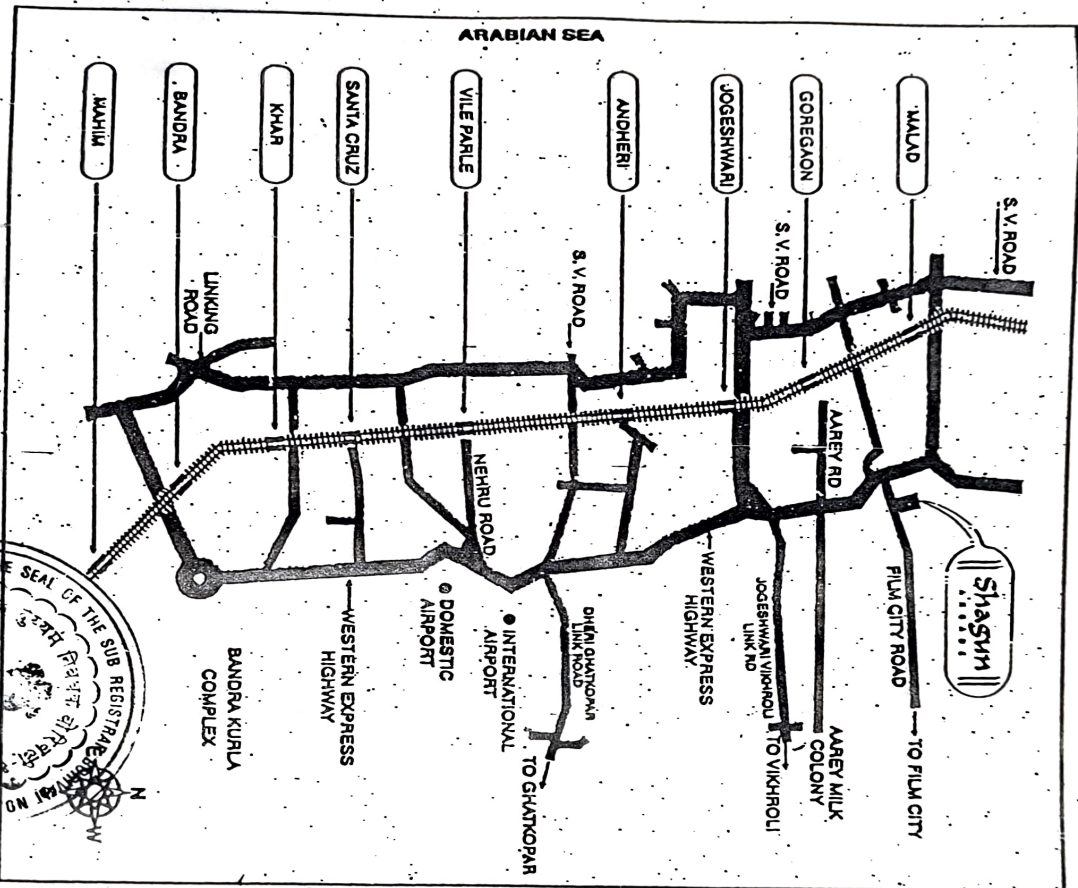 ARABIAN SEA
MAHIM
BANDRA
KHAR
SANTA CRUZ
VILE PARLE
ANDHERI
JOGESHWARI
GOREGAON
MALAD
S. V. ROAD
S. V. ROAD
S. V. ROAD
LINKING
ROAD
NEHRU ROAD
AAREY RD
FILM CITY ROAD
Shagun
ARCADE
TO FILM CITY
AAREY MILK
COLONY
JOGESHWARI VIKHROLI
LINK RD
TO VIKHROLI
WESTERN EXPRESS
HIGHWAY
DHERI GHATKOPAR
LINK ROAD
TO GHATKOPAR
INTERNATIONAL
AIRPORT
DOMESTIC
AIRPORT
WESTERN EXPRESS
HIGHWAY
BANDRA KURLA
COMPLEX
SEAL OF THE SUB REGISTRAR
N
E
W